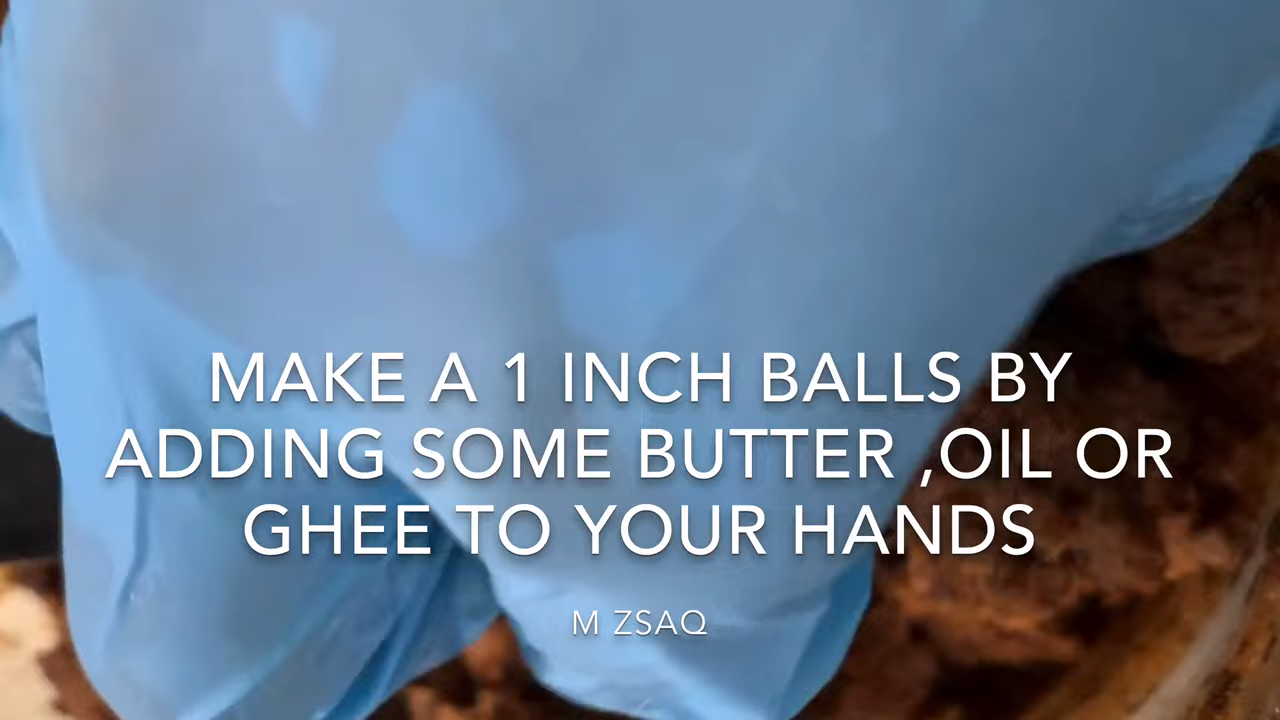 MAKE A 1 INCH BALLS BY
ADDING SOME BUTTER ,OIL OR
GHEE TO YOUR HANDS
M ZSAQ